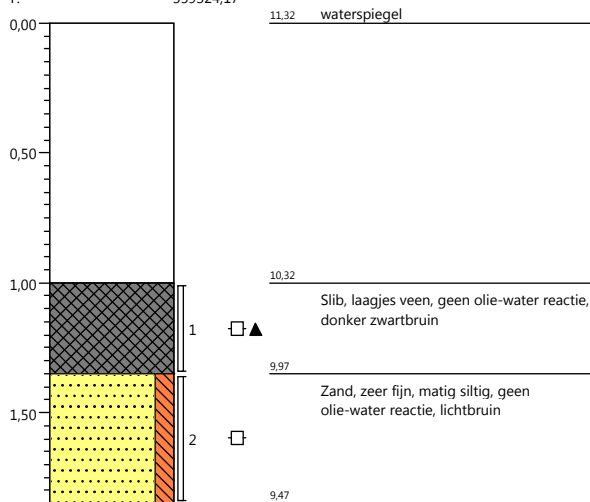 11,32 waterspiegel
0,00
0,50
10,32
1,00
Slib, laagjes veen, geen olie-water reactie,
1
donker zwartbruin
9,97
Zand, zeer fijn, matig siltig, geen
1,50
olie-water reactie, lichtbruin
2
9,47